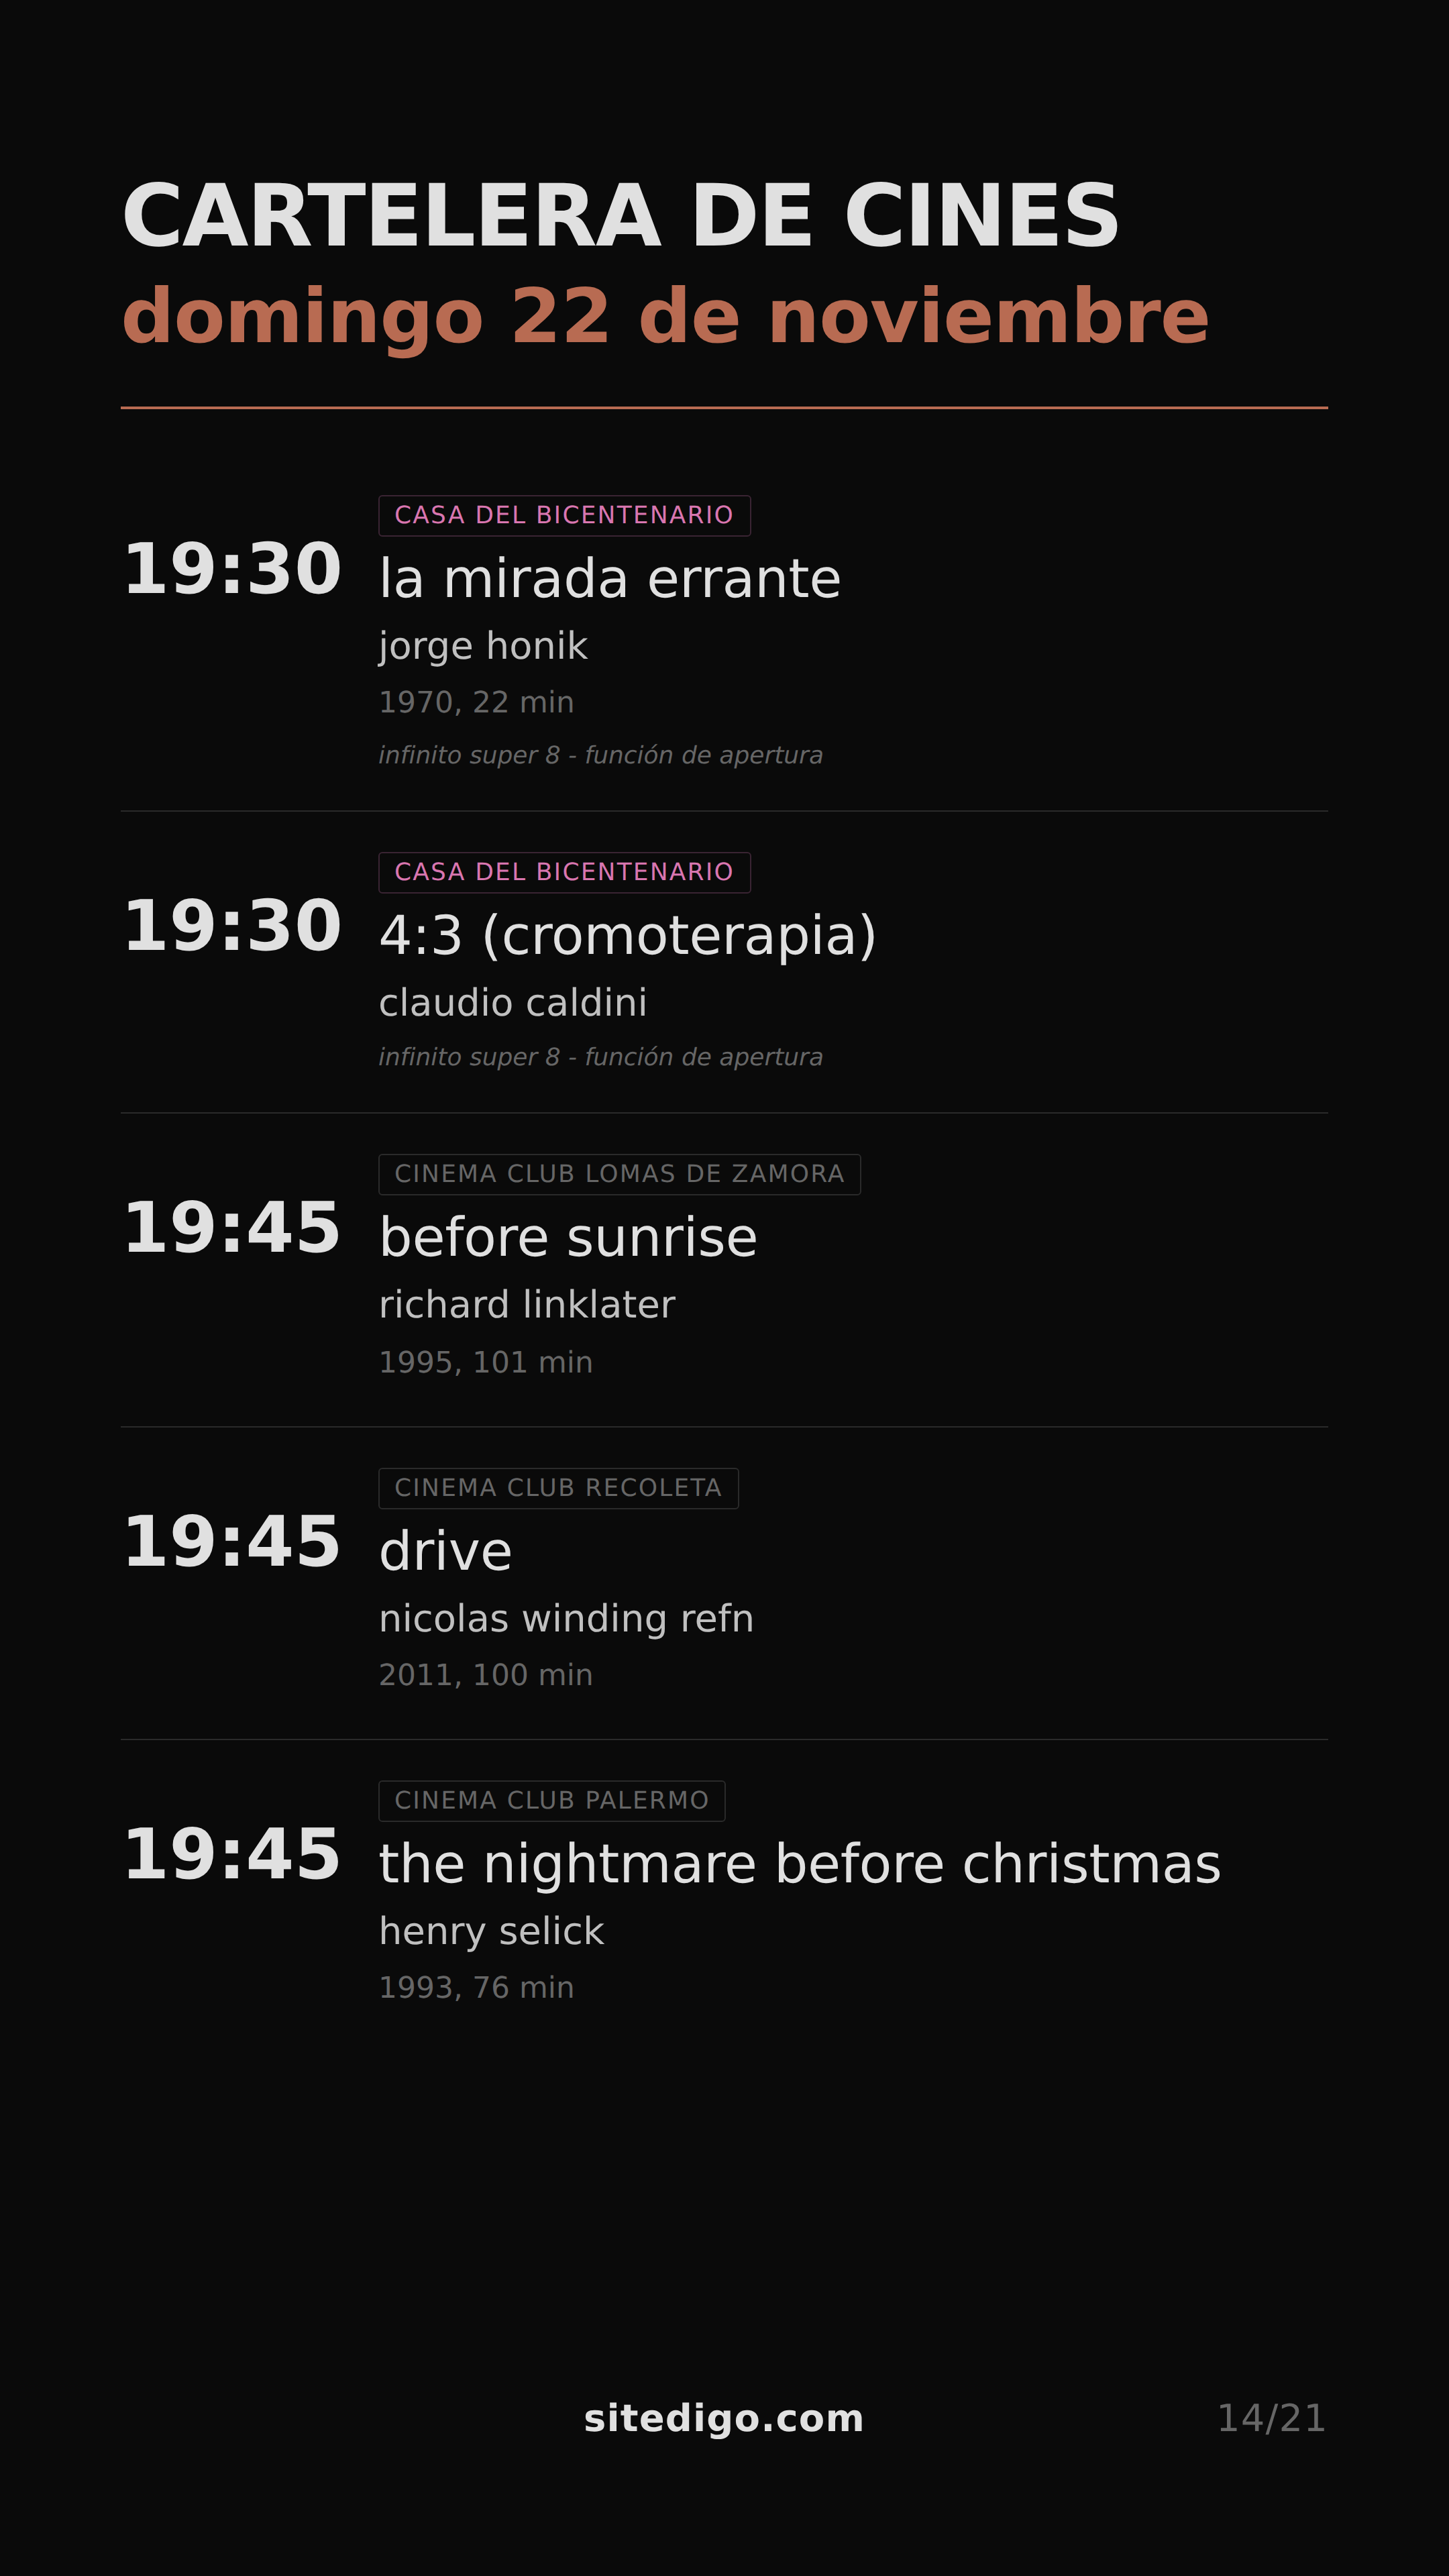 CARTELERA DE CINES
domingo 22 de noviembre
CASA DEL BICENTENARIO
19:30
la mirada errante
jorge honik
1970, 22 min
infinito super 8 - función de apertura
CASA DEL BICENTENARIO
19:30
4:3 (cromoterapia)
claudio caldini
infinito super 8 - función de apertura
CINEMA CLUB LOMAS DE ZAMORA
19:45
before sunrise
richard linklater
1995, 101 min
CINEMA CLUB RECOLETA
19:45
drive
nicolas winding refn
2011, 100 min
CINEMA CLUB PALERMO
19:45
the nightmare before christmas
henry selick
1993, 76 min
sitedigo.com
14/21